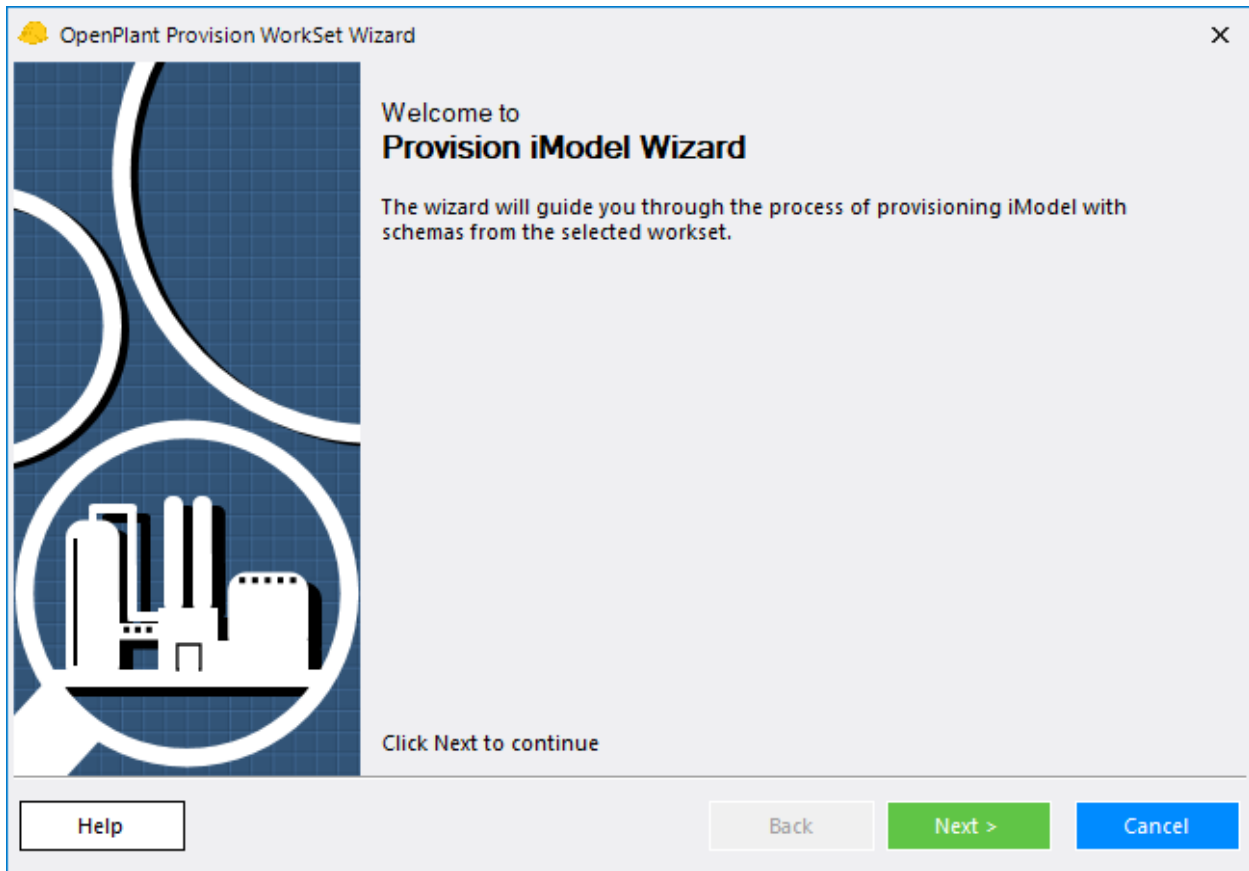 OpenPlant Provision WorkSet Wizard
Welcome to
Provision iModel Wizard
The wizard will guide you through the process of provisioning iModel with
schemas from the selected workset.
Click Next to continue
Help
Back
Next >
Cancel